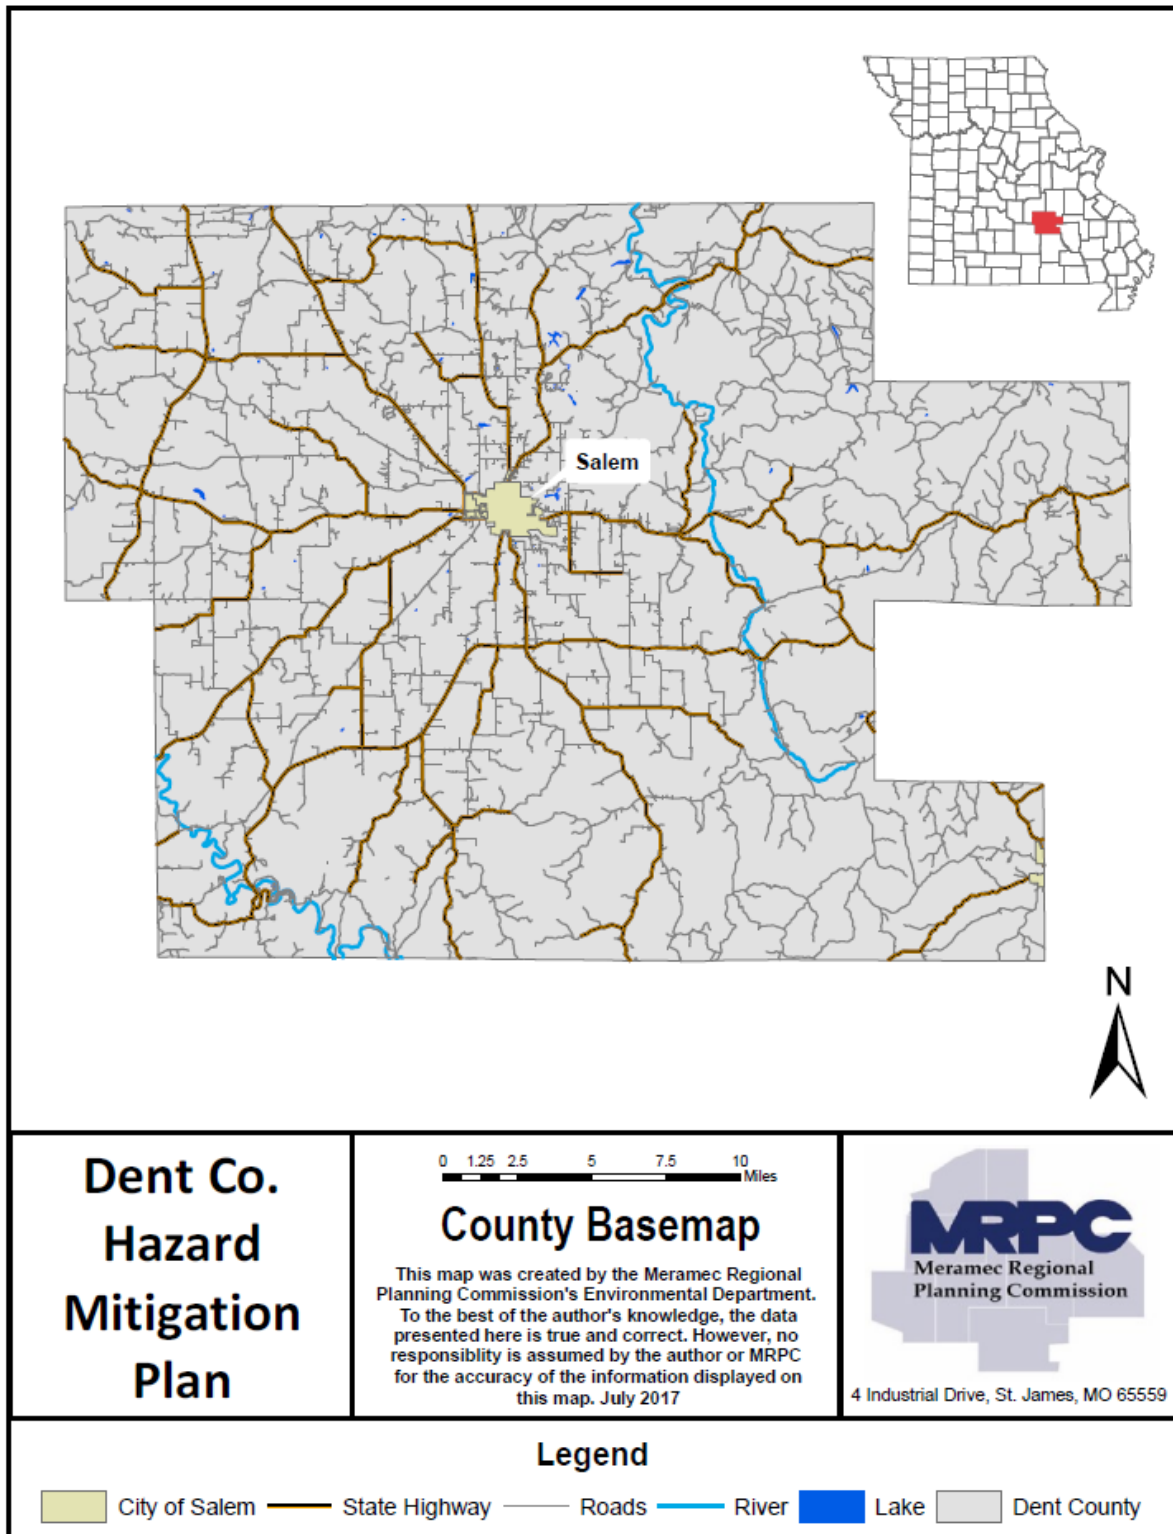 Salem
N
Dent Co.
Hazard
Mitigation
Plan
0 1.25 2.5 5 7.5 10
Miles
County Basemap
This map was created by the Meramec Regional
Planning Commission's Environmental Department.
To the best of the author's knowledge, the data
presented here is true and correct. However, no
responsiblity is assumed by the author or MRPC
for the accuracy of the information displayed on
this map. July 2017
MRPC
Meramec Regional
Planning Commission
4 Industrial Drive, St. James, MO 65559
Legend
City of Salem State Highway Roads River Lake Dent County